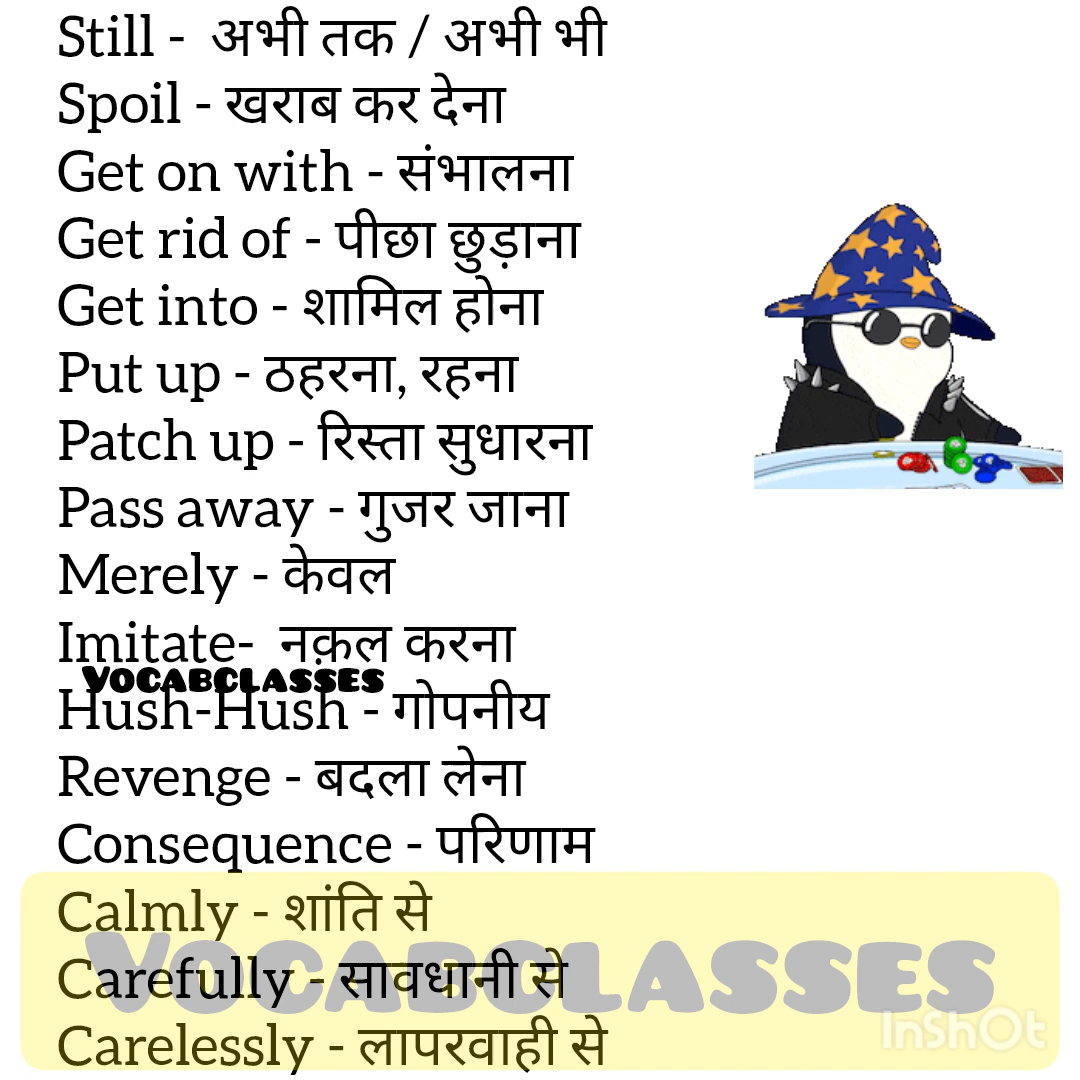 Still - अभी तक / अभी भी
Spoil - खराब कर देना
Get on with - संभालना
Get rid of - पीछा छुड़ाना
Get into - शामिल होना
Put up - ठहरना, रहना
Patch up - रिस्ता सुधारना
Pass away - गुजर जाना
Merely - केवल
Imitate- नक़ल करना
VOCABCLASSES
Hush-Hush - गोपनीय
Revenge - बदला लेना
Consequence - परिणाम
Calmly - शांति से
VOCABCLASSES
Carefully - सावधानी से
InShOt
Carelessly - लापरवाही से